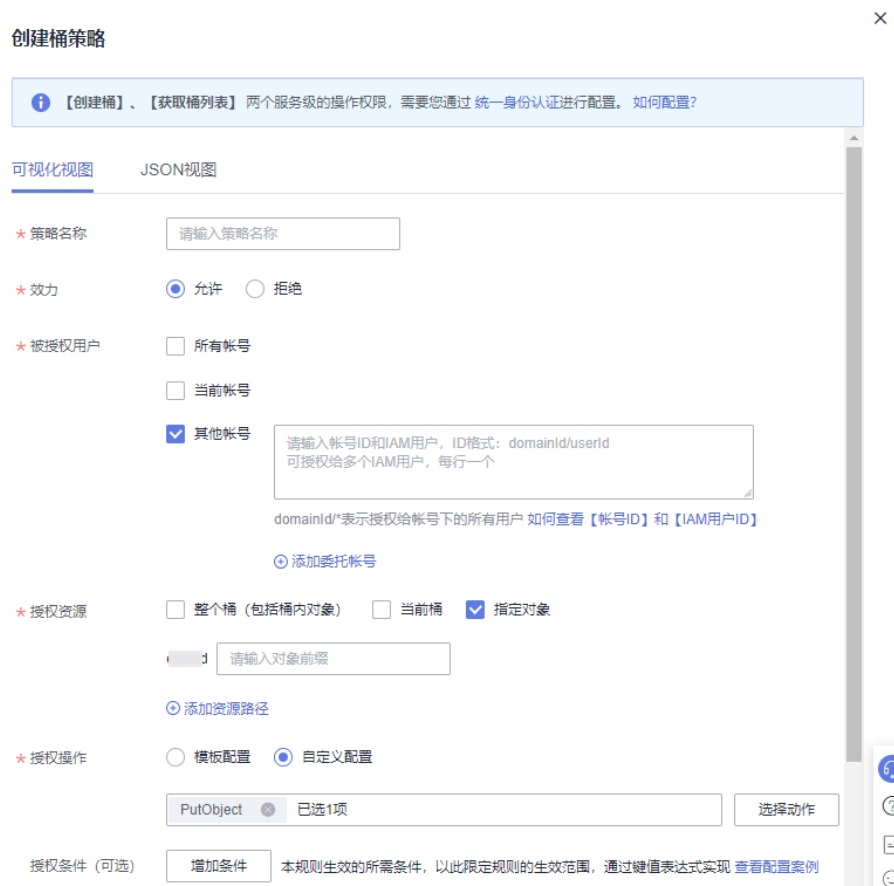 创建桶策略
【创建桶】、【获取桶列表】 两个服务级的操作权限，需要您通过 统一身份认证进行配置。 如何配置？
可视化视图 JSON视图
* 策略名称 请输入策略名称
* 效力 允许 拒绝
* 被授权用户 所有帐号
当前帐号
其他帐号 请输入帐号ID和IAM用户，ID格式：domainId/userId
可授权给多个IAM用户，每行一个
domainId/*表示授权给帐号下的所有用户 如何查看【帐号ID】和【IAM用户ID】
添加委托帐号
* 授权资源 整个桶（包括桶内对象） 当前桶 指定对象
d 请输入对象前缀
添加资源路径
* 授权操作 模板配置 自定义配置
PutObject 已选1项 选择动作
授权条件（可选） 增加条件 本规则生效的所需条件，以此限定规则的生效范围，通过键值表达式实现 查看配置案例